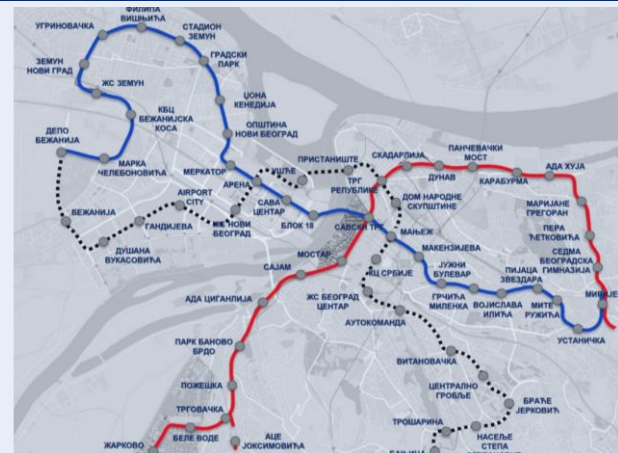 ФИЛИПА
ВИШЊИЋА
УГРИНОВАЧКА
СТАДИОН
ЗЕМУН
ЗЕМУН
НОВИ ГРАД
ГРАДСКИ
ПАРК
ЖС ЗЕМУН
ЏОНА
КЕНЕДИЈА
КБЦ
БЕЖАНИЈСКА
КОСА
ОПШТИНА
НОВИ БЕОГРАД
ДЕПО
БЕЖАНИЈА
МАРКА
ЧЕЛЕБОНОВИЋА
МЕРКАТОР
АРЕНА
УШЋЕ
ПРИСТАНИШТЕ
ТРГ
РЕПУБЛИКЕ
СКАДАРЛИЈА
ДУНАВ
ПАНЧЕВАЧКИ
МОСТ
КАРАБУРМА
АДА ХУЈА
МАРИЈАНЕ
ГРЕГОРАН
ПЕРА
ЋЕТКОВИЋА
СЕДМА
БЕОГРАДСКА
ГИМНАЗИЈА
AIRPORT
CITY
САВА
ЦЕНТАР
БЛОК 18
НОВИ
БЕОГРАД
САВСКИ ТРГ
ДОМ НАРОДНЕ
СКУПШТИНЕ
МАЊЕЖ
МАКЕНЗИЈЕВА
БЕЖАНИЈА
ГАНДИЈЕВА
ДУШАНА
ВУКАСОВИЋА
МОСТАР
САЈАМ
КЦ СРБИЈЕ
ЈУЖНИ
БУЛЕВАР
ПИЈАЦА
ЗВЕЗДАРА
ГРЧИЋА
МИЛЕНКА
ВОЈИСЛАВА
ИЛИЋА
МИТЕ
РУЖИЋА
УСТАНИЧКА
АДА ЦИГАНЛИЈА
ЖС БЕОГРАД
ЦЕНТАР
АУТОКОМАНДА
ПАРК БАНОВО
БРДО
ВИТАНОВАЧКА
ПОЖЕШКА
ЦЕНТРАЛНО
ГРОБЉЕ
БРАЋЕ
ЈЕРКОВИЋ
ТРГОВАЧКА
БЕЛЕ ВОДЕ
ЖАРКОВО
АЦЕ
ЈОКСИМОВИЋА
ТРОШАРИНА
НАСЕЉЕ
СТЕПА